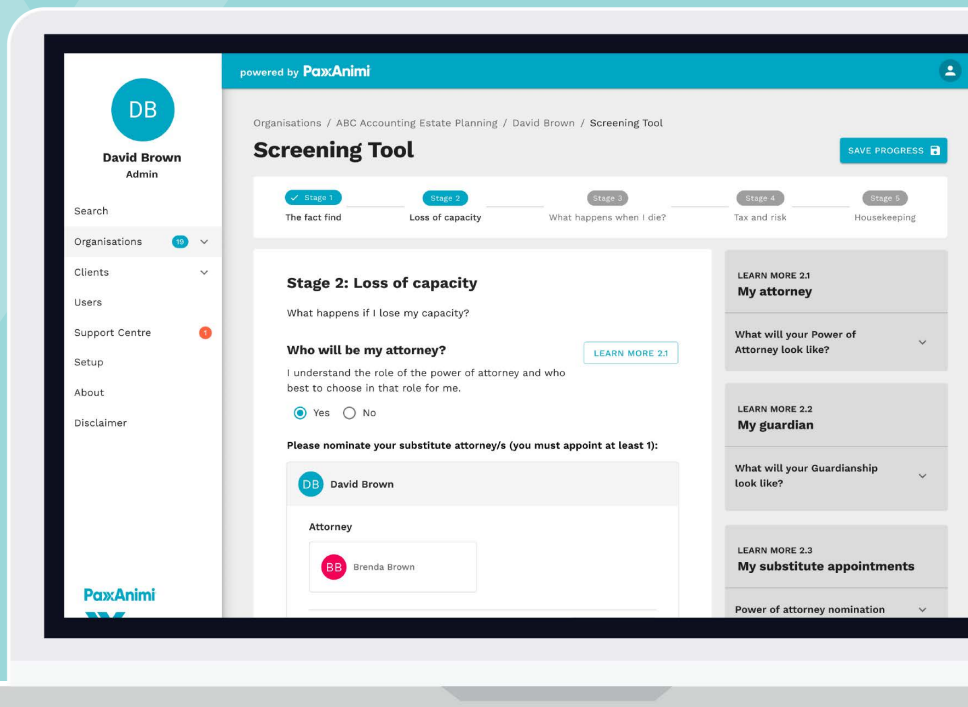 powered by PaxAnimi
DB
David Brown
Admin
Search
Organisations 19
Clients
Users
Support Centre 1
Setup
About
Disclaimer
PaxAnimi
Organisations / ABC Accounting Estate Planning / David Brown / Screening Tool
Screening Tool
SAVE PROGRESS
Stage 1 Stage 2 Stage 3 Stage 4 Stage 5
The fact find Loss of capacity What happens when I die? Tax and risk Housekeeping
Stage 2: Loss of capacity
What happens if I lose my capacity?
Who will be my attorney?
LEARN MORE 2.1
I understand the role of the power of attorney and who
best to choose in that role for me.
Yes No
Please nominate your substitute attorney/s (you must appoint at least 1):
DB David Brown
Attorney
BB Brenda Brown
LEARN MORE 2.1
My attorney
What will your Power of
Attorney look like?
LEARN MORE 2.2
My guardian
What will your Guardianship
look like?
LEARN MORE 2.3
My substitute appointments
Power of attorney nomination